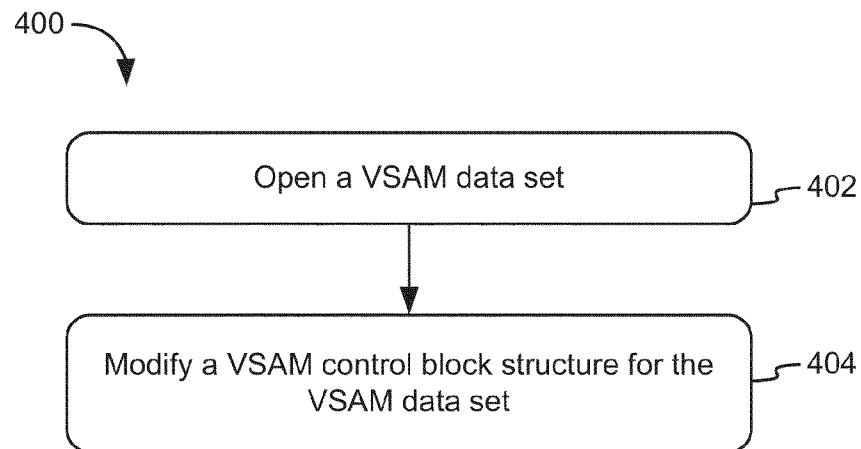 400
Open a VSAM data set
402
Modify a VSAM control block structure for the
VSAM data set
404